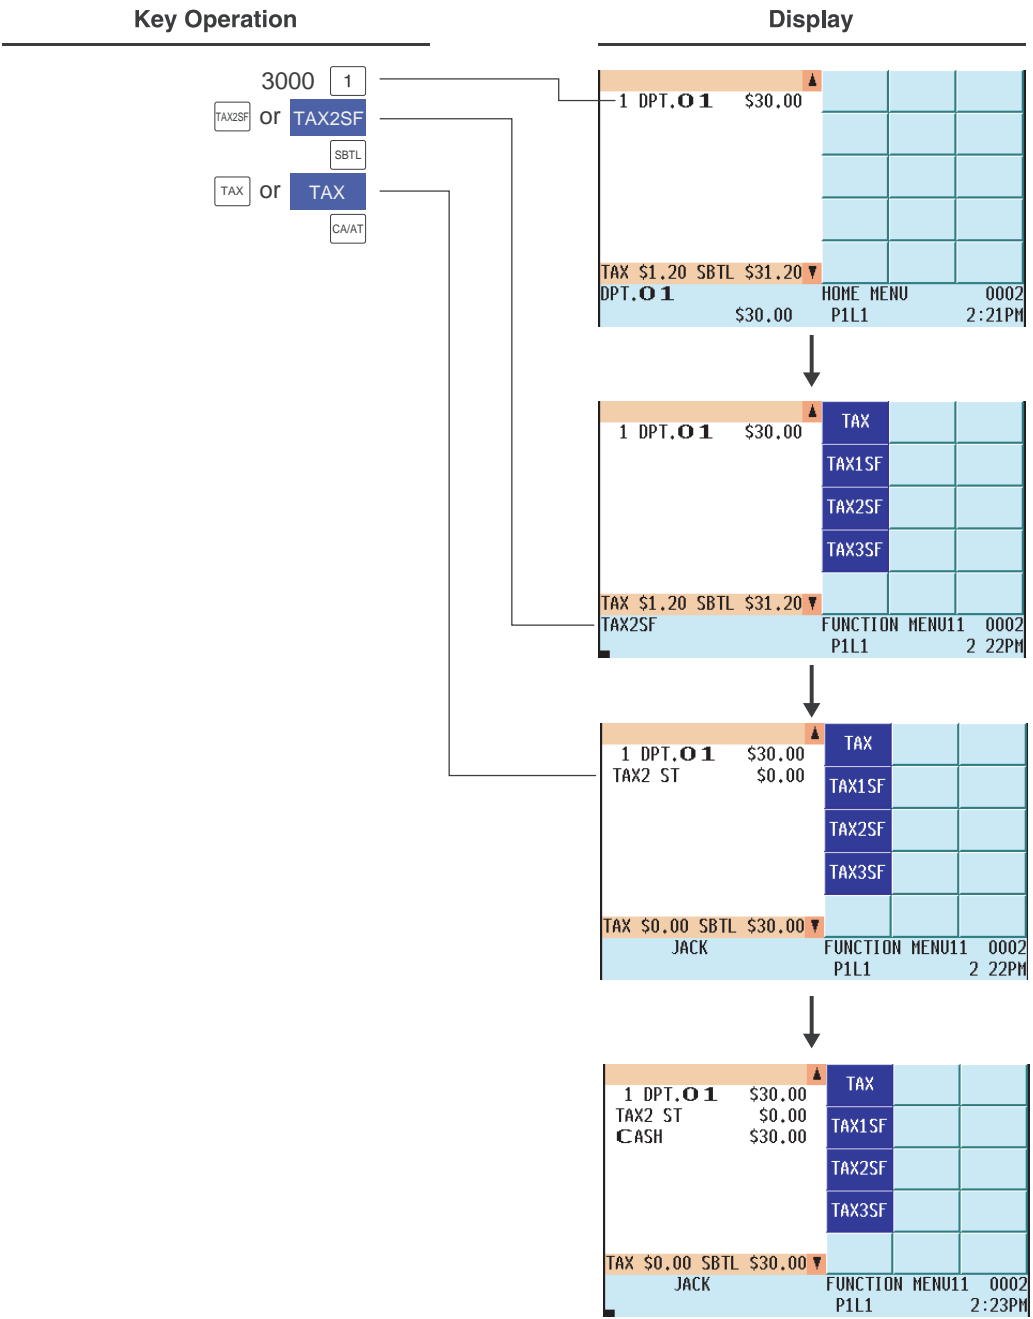 Key Operation
Display
3000 1
TAX2SF or TAX2SF
SBTL
TAX or TAX
CA/AT
1 DPT.01 $30.00
TAX $1.20 SBTL $31.20
DPT.01 HOME MENU 0002
$30.00 P1L1 2:21PM
TAX
1 DPT.01 $30.00
TAX1SF
TAX2SF
TAX3SF
TAX $1.20 SBTL $31.20
TAX2SF FUNCTION MENU11 0002
P1L1 2 22PM
TAX
1 DPT.01 $30.00
TAX2 ST $0.00
TAX1SF
TAX2SF
TAX3SF
TAX $0.00 SBTL $30.00
JACK FUNCTION MENU11 0002
P1L1 2 22PM
TAX
1 DPT.01 $30.00
TAX2 ST $0.00
TAX1SF
CASH $30.00
TAX2SF
TAX3SF
TAX $0.00 SBTL $30.00
JACK FUNCTION MENU11 0002
P1L1 2:23PM